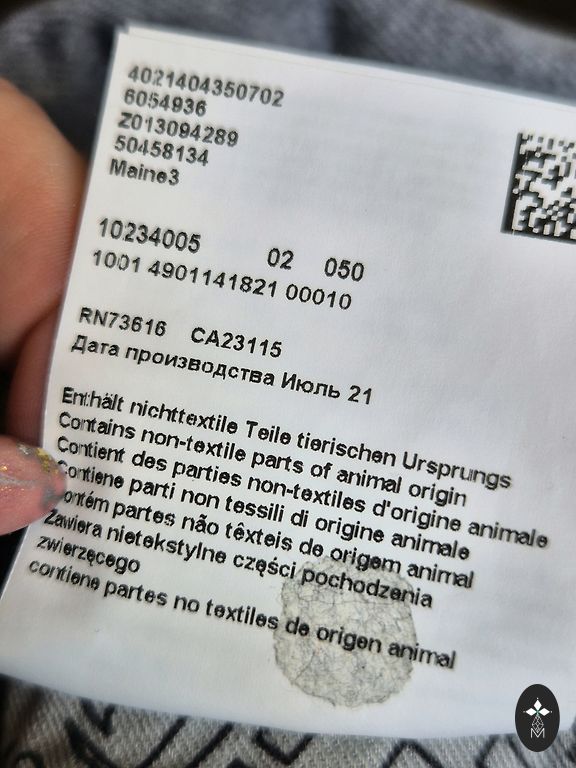 4021404350702
6054936
Z013094289
50458134
Maine3
10234005 02 050
1001 4901141821 00010
RN73616 CA23115
Дата производства Июль 21
Enthält nichttextile Teile tierischen Ursprungs
Contains non-textile parts of animal origin
Contient des parties non-textiles d'origine animale
Contiene parti non tessili di origine animale
Contém partes não têxteis de origem animal
Zawiera nietekstylne części pochodzenia
zwierzęcego
contiene partes no textiles de origen animal